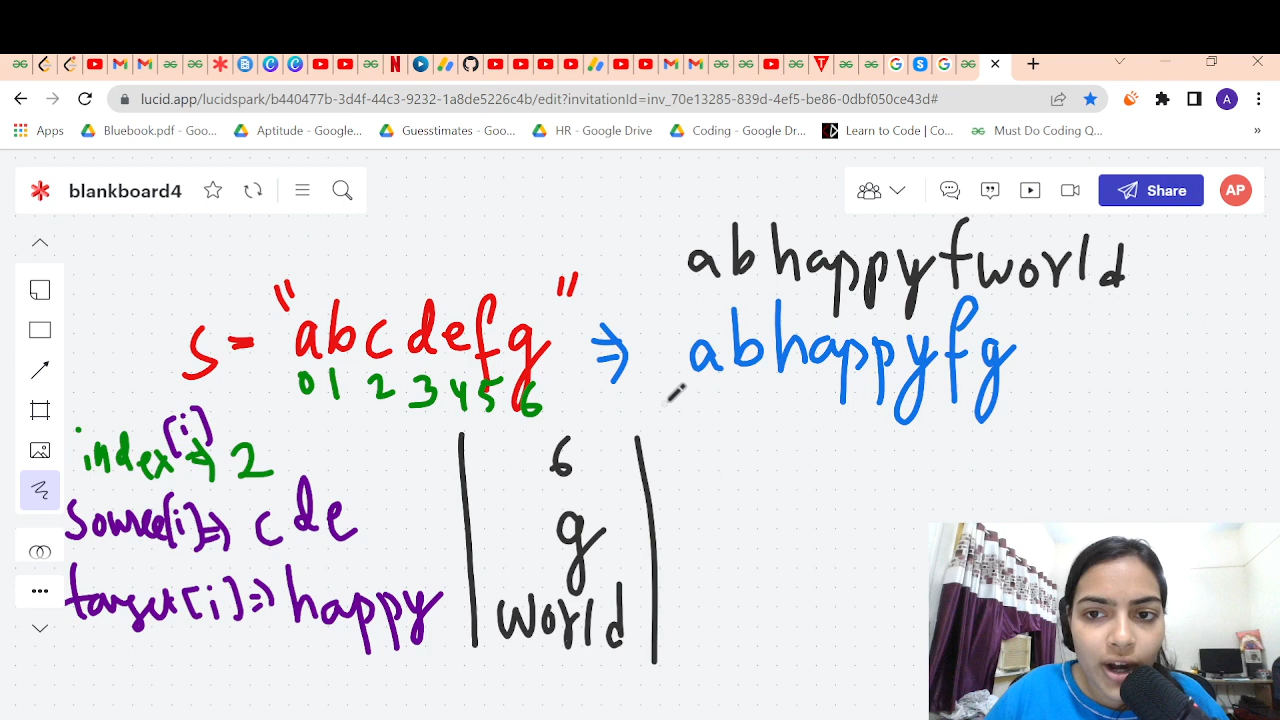 lucid.app/lucidspark/b440477b-3d4f-44c3-9232-1a8de5226c4b/edit?invitationId=inv_70e13285-839d-4ef5-be86-0dbf050ce43d#
A
Apps
Bluebook.pdf - Goo...
Aptitude - Google...
Guesstimates - Goo...
HR - Google Drive
Coding - Google Dr...
Learn to Code | Co...
Must Do Coding Q...
»
blankboard4
Share
AP
abhappyfworld
s = "abcdefg" ⇒ abhappyfg
0 1 2 3 4 5 6
index[i] ⇒ 2
source[i] ⇒ cde
target[i] ⇒ happy
6
g
world